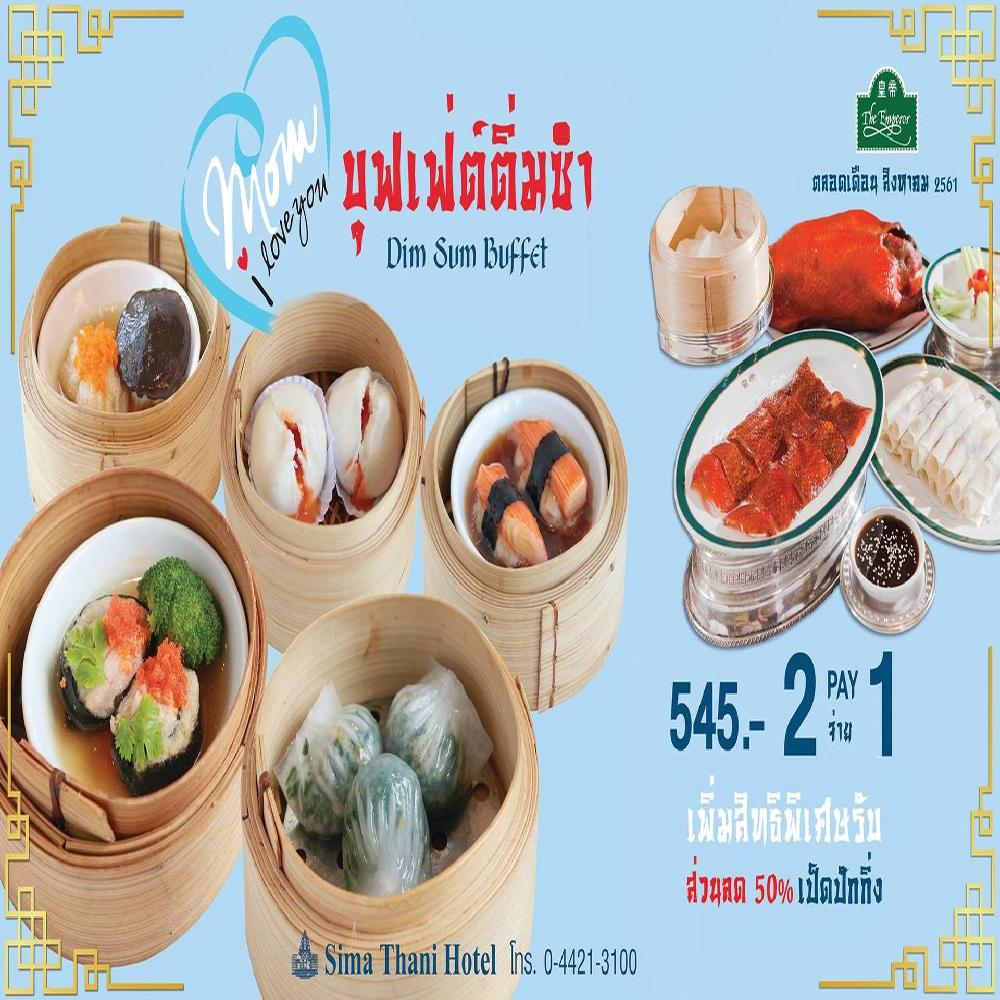 Mom
I love you
บุฟเฟ่ต์ติ่มซำ
Dim Sum Buffet
皇帝
The Emperor
ตลอดเดือน สิงหาคม 2561
545.- 2 PAY จ่าย 1
เพิ่มสิทธิพิเศษรับ
ส่วนลด 50% เป็ดปักกิ่ง
Sima Thani Hotel โทร. 0-4421-3100